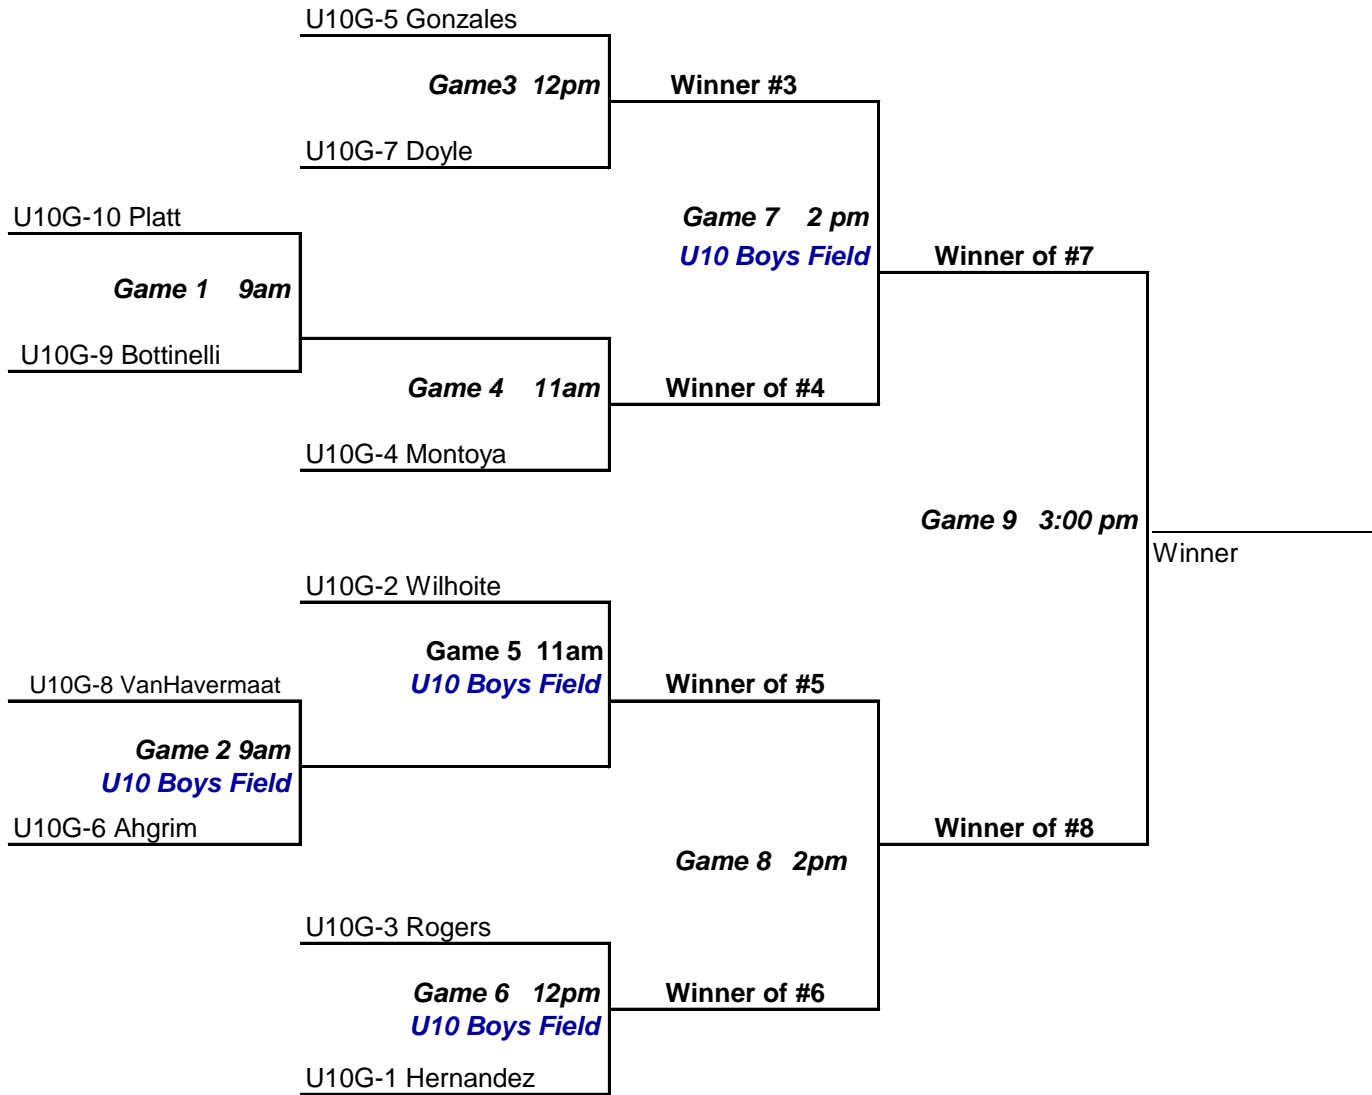 U10G-5 Gonzales
Game3 12pm
Winner #3
U10G-7 Doyle
U10G-10 Platt
Game 7 2 pm
U10 Boys Field
Winner of #7
Game 1 9am
U10G-9 Bottinelli
Game 4 11am
Winner of #4
U10G-4 Montoya
Game 9 3:00 pm
Winner
U10G-2 Wilhoite
Game 5 11am
U10 Boys Field
Winner of #5
U10G-8 VanHavermaat
Game 2 9am
U10 Boys Field
U10G-6 Ahgrim
Winner of #8
Game 8 2pm
U10G-3 Rogers
Game 6 12pm
U10 Boys Field
Winner of #6
U10G-1 Hernandez